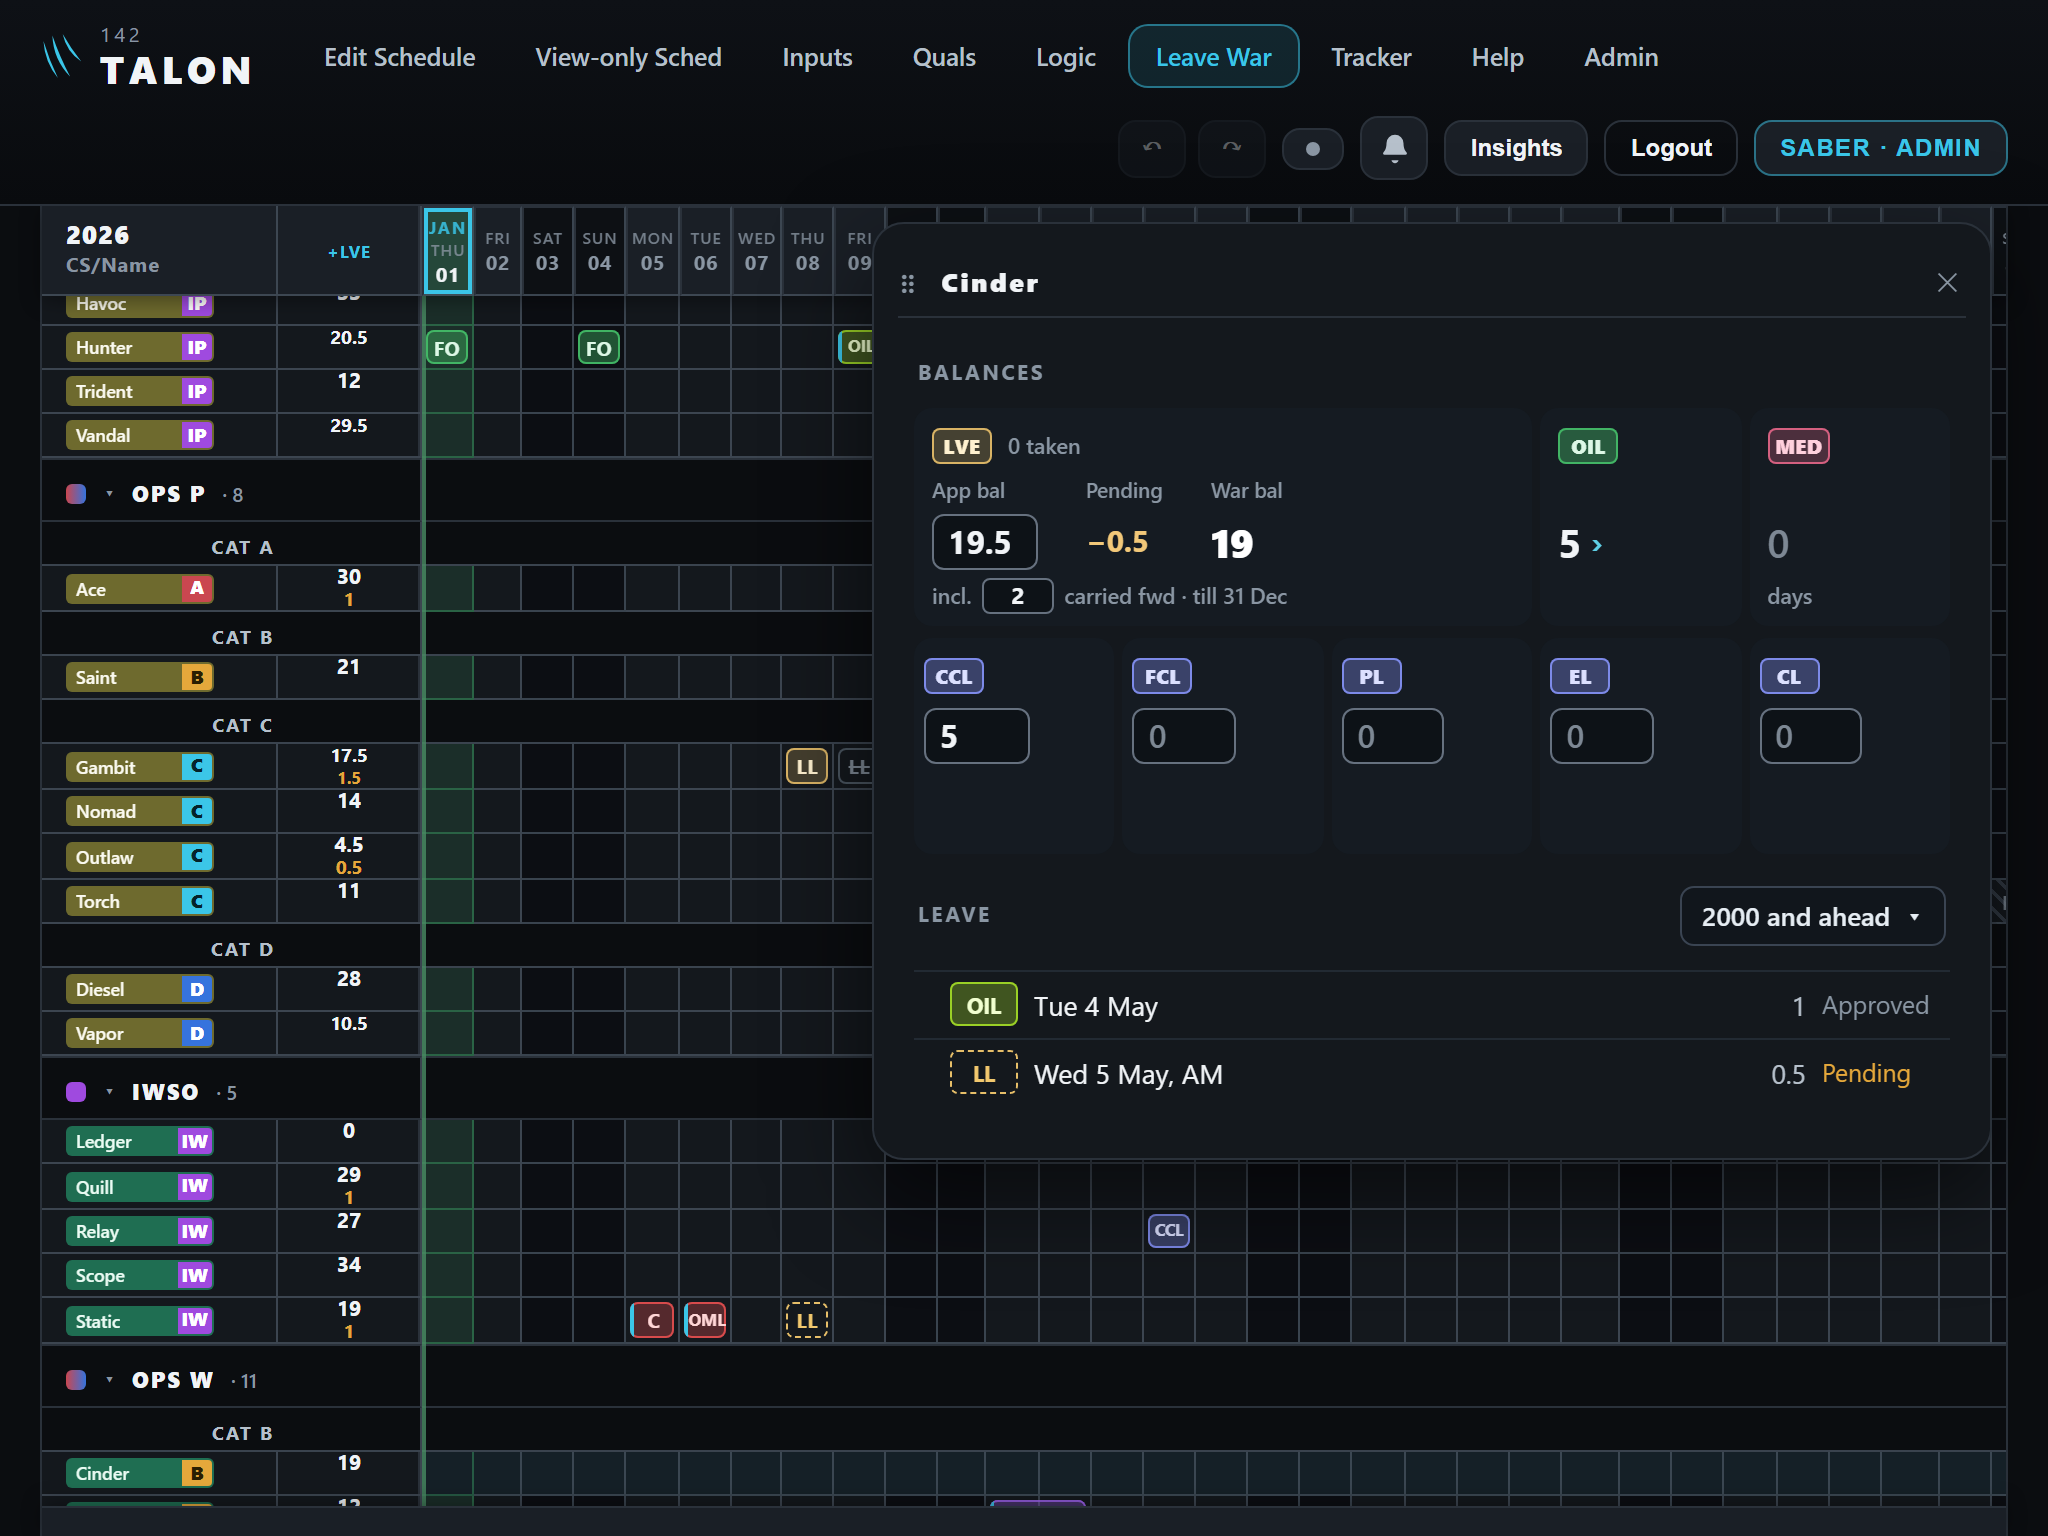 142
TALON
Edit Schedule
View-only Sched
Inputs
Quals
Logic
Leave War
Tracker
Help
Admin
Insights
Logout
SABER · ADMIN
2026
CS/Name
+LVE
JAN THU 01
FRI 02
SAT 03
SUN 04
MON 05
TUE 06
WED 07
THU 08
FRI 09
Havoc IP
Hunter IP 20.5 FO FO OIL
Trident IP 12
Vandal IP 29.5
OPS P · 8
CAT A
Ace A 30 1
CAT B
Saint B 21
CAT C
Gambit C 17.5 1.5 LL LL
Nomad C 14
Outlaw C 4.5 0.5
Torch C 11
CAT D
Diesel D 28
Vapor D 10.5
IWSO · 5
Ledger IW 0
Quill IW 29 1
Relay IW 27 CCL
Scope IW 34
Static IW 19 1 C OML LL
OPS W · 11
CAT B
Cinder B 19
Cinder
BALANCES
LVE 0 taken
App bal Pending War bal
19.5 −0.5 19
incl. 2 carried fwd · till 31 Dec
OIL
5 ›
MED
0
days
CCL
5
FCL
0
PL
0
EL
0
CL
0
LEAVE
2000 and ahead
OIL Tue 4 May 1 Approved
LL Wed 5 May, AM 0.5 Pending